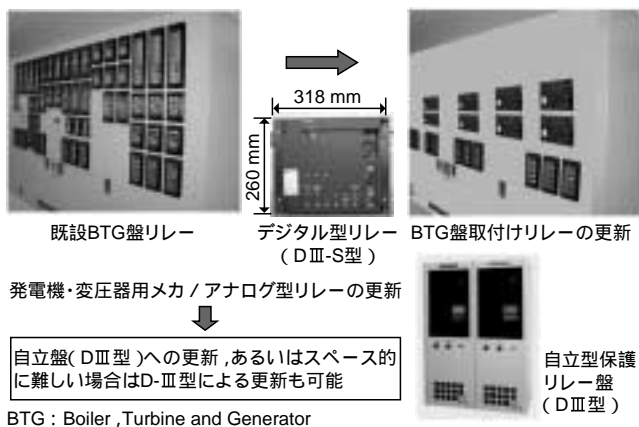 318 mm
260 mm
既設BTG盤リレー
デジタル型リレー
(DⅢ-S型)
BTG盤取付けリレーの更新
発電機・変圧器用メカ/アナログ型リレーの更新
自立盤(DⅢ型)への更新,あるいはスペース的
に難しい場合はD-Ⅲ型による更新も可能
自立型保護
リレー盤
(DⅢ型)
BTG:Boiler,Turbine and Generator